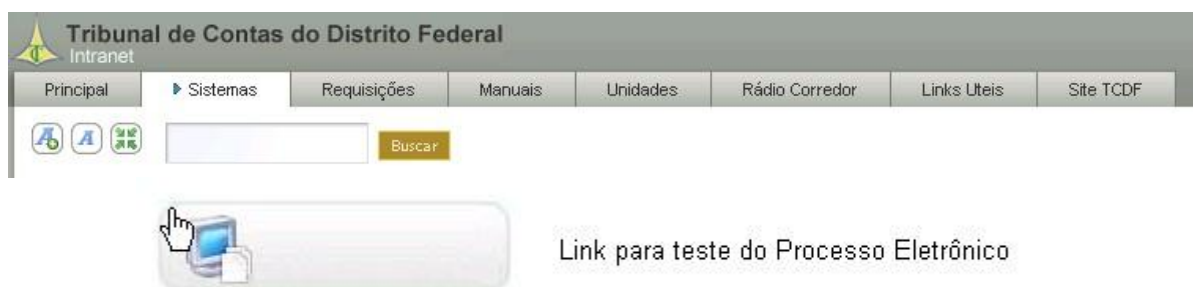 Tribunal de Contas do Distrito Federal
Intranet
Principal Sistemas Requisições Manuais Unidades Rádio Corredor Links Uteis Site TCDF
Buscar
Link para teste do Processo Eletrônico